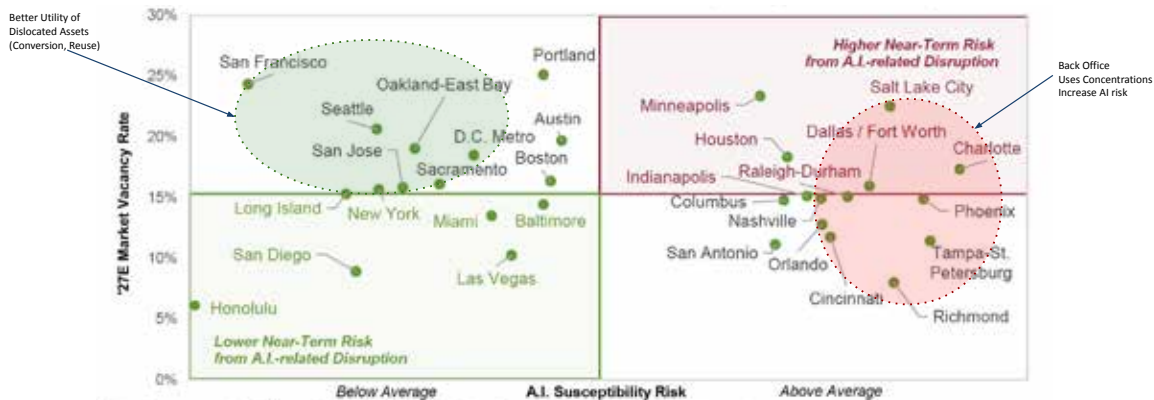 Better Utility of
Dislocated Assets
(Conversion, Reuse)
30%
25%
20%
15%
10%
5%
0%
'27E Market Vacancy Rate
San Francisco
Portland
Oakland-East Bay
Seattle
Austin
D.C. Metro
San Jose
Boston
Sacramento
Long Island
New York
Miami
Baltimore
San Diego
Las Vegas
Honolulu
Lower Near-Term Risk
from A.I.-related Disruption
Higher Near-Term Risk
from A.I.-related Disruption
Salt Lake City
Minneapolis
Dallas / Fort Worth
Houston
Charlotte
Raleigh-Durham
Indianapolis
Columbus
Nashville
Phoenix
San Antonio
Orlando
Tampa-St.
Petersburg
Cincinnati
Richmond
Back Office
Uses Concentrations
Increase AI risk
Below Average
A.I. Susceptibility Risk
Above Average